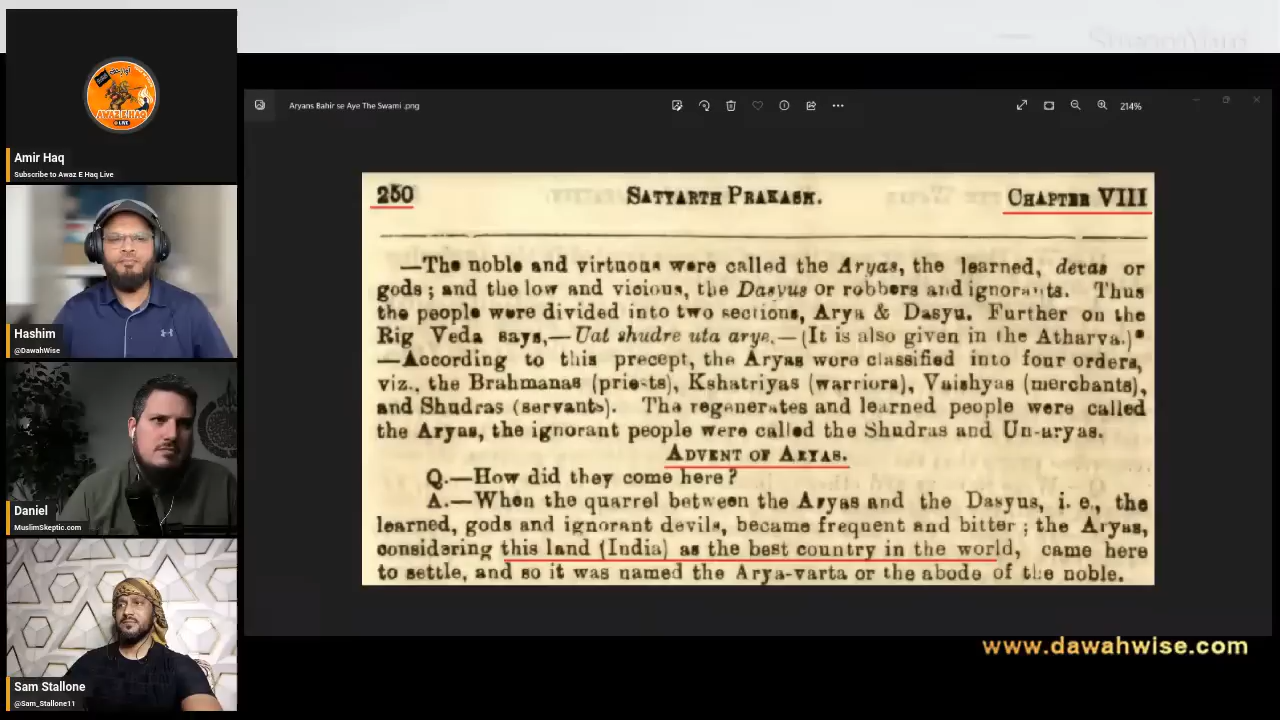 AWAZ E HAQ
LIVE
Amir Haq
Subscribe to Awaz E Haq Live
Hashim
@DawahWise
Daniel
MuslimSkeptic.com
Sam Stallone
@Sam_Stallone11
Aryans Bahir se Aye The Swami .png
214%
250 SATYARTH PRAKASH. CHAPTER VIII
—The noble and virtuous were called the Aryas, the learned, devas or
gods; and the low and vicious, the Dasyus or robbers and ignorants. Thus
the people were divided into two sections, Arya & Dasyu. Further on the
Rig Veda says,—Uat shudre uta arye,—(It is also given in the Atharva.)*
—According to this precept, the Aryas were classified into four orders,
viz., the Brahmanas (priests), Kshatriyas (warriors), Vaishyas (merchants),
and Shudras (servants). The regenerates and learned people were called
the Aryas, the ignorant people were called the Shudras and Un-aryas.
ADVENT OF ARYAS.
Q.—How did they come here?
A.—When the quarrel between the Aryas and the Dasyus, i. e., the
learned, gods and ignorant devils, became frequent and bitter; the Aryas,
considering this land (India) as the best country in the world, came here
to settle, and so it was named the Arya-varta or the abode of the noble.
www.dawahwise.com